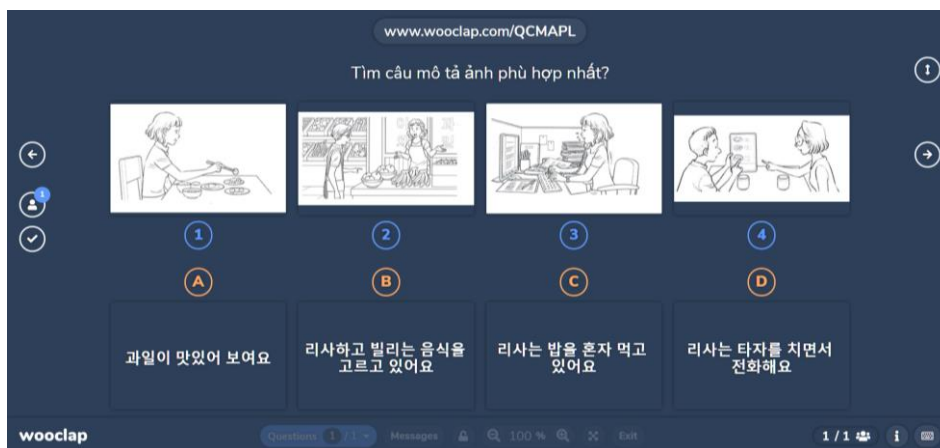 www.wooclap.com/QCMAPL
Tìm câu mô tả ảnh phù hợp nhất?
1
1
2
3
4
A
B
C
D
과일이 맛있어 보여요
리사하고 빌리는 음식을
고르고 있어요
리사는 밥을 혼자 먹고
있어요
리사는 타자를 치면서
전화해요
wooclap
Questions 1 / 1
Messages
100 %
Exit
1 / 1
i